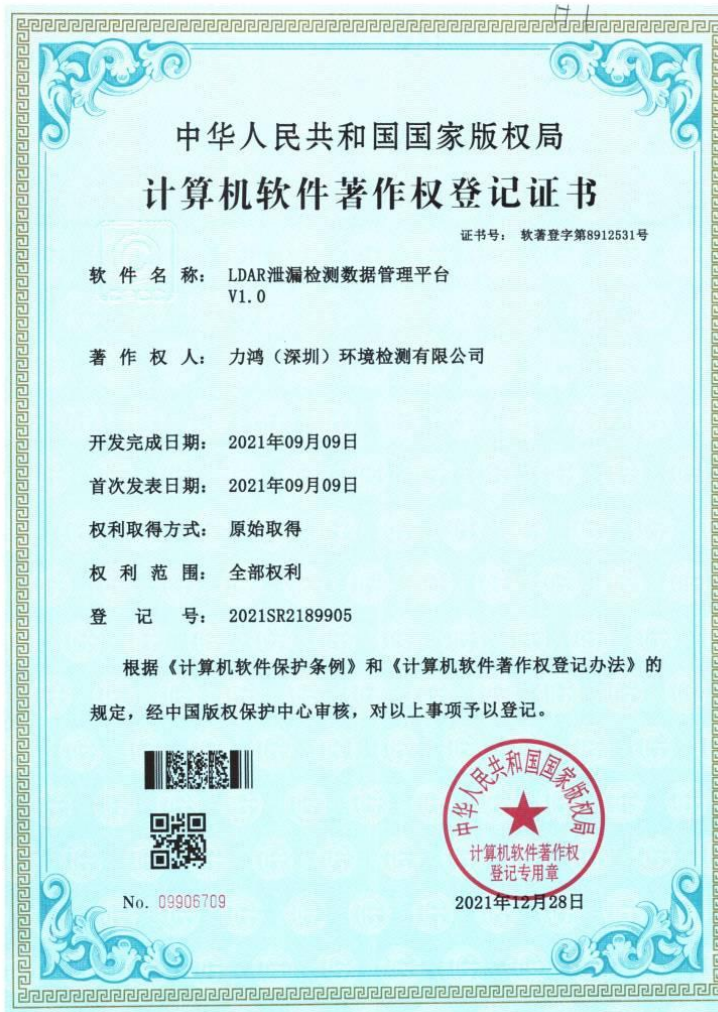 中华人民共和国国家版权局
计算机软件著作权登记证书
证书号： 软著登字第8912531号
软件名称： LDAR泄漏检测数据管理平台
V1.0
著作权人： 力鸿（深圳）环境检测有限公司
开发完成日期： 2021年09月09日
首次发表日期： 2021年09月09日
权利取得方式： 原始取得
权利范围： 全部权利
登记号： 2021SR2189905
根据《计算机软件保护条例》和《计算机软件著作权登记办法》的
规定，经中国版权保护中心审核，对以上事项予以登记。
中华人民共和国国家版权局
计算机软件著作权
登记专用章
No. 09906709
2021年12月28日